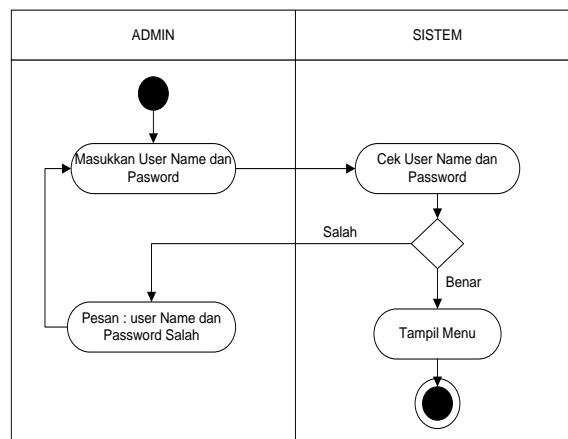 ADMIN
SISTEM
Masukkan User Name dan
Pasword
Cek User Name dan
Password
Salah
Benar
Pesan : user Name dan
Password Salah
Tampil Menu